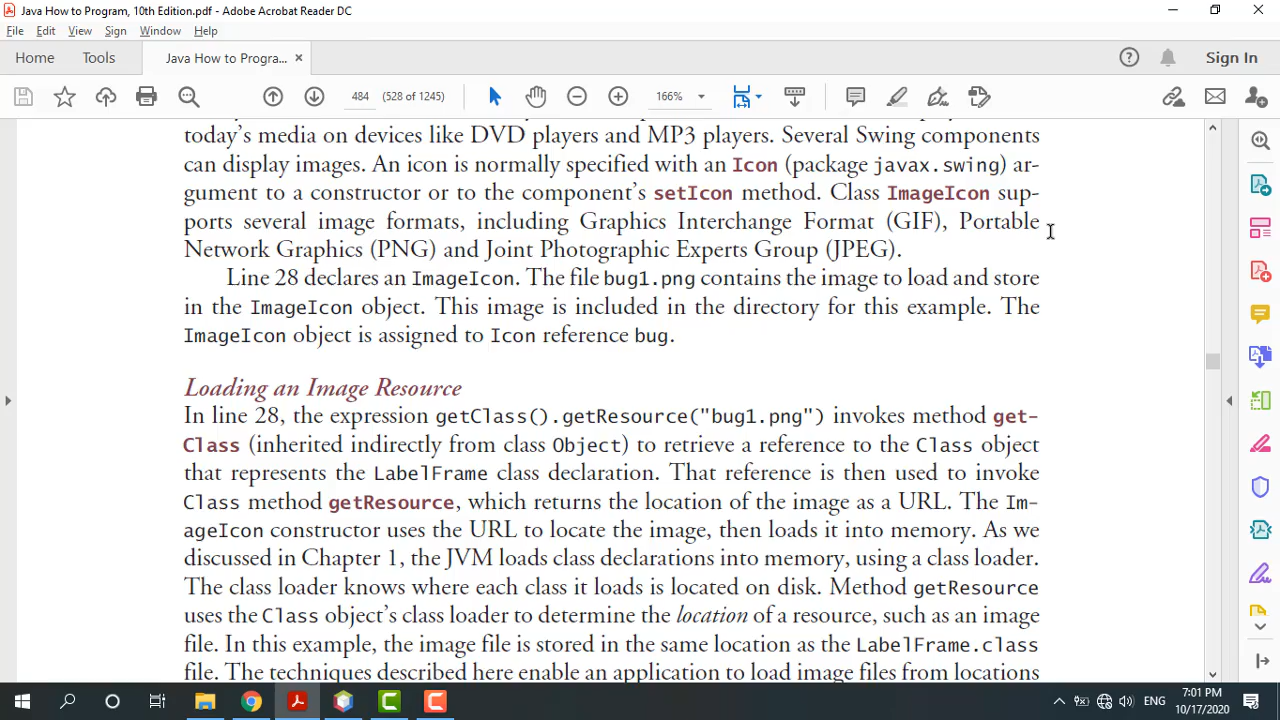 Java How to Program, 10th Edition.pdf - Adobe Acrobat Reader DC
File Edit View Sign Window Help
Home Tools Java How to Progra... × Sign In
484 (528 of 1245) 166%
today's media on devices like DVD players and MP3 players. Several Swing components
can display images. An icon is normally specified with an Icon (package javax.swing) ar-
gument to a constructor or to the component's setIcon method. Class ImageIcon sup-
ports several image formats, including Graphics Interchange Format (GIF), Portable
Network Graphics (PNG) and Joint Photographic Experts Group (JPEG).
Line 28 declares an ImageIcon. The file bug1.png contains the image to load and store
in the ImageIcon object. This image is included in the directory for this example. The
ImageIcon object is assigned to Icon reference bug.
Loading an Image Resource
In line 28, the expression getClass().getResource("bug1.png") invokes method get-
Class (inherited indirectly from class Object) to retrieve a reference to the Class object
that represents the LabelFrame class declaration. That reference is then used to invoke
Class method getResource, which returns the location of the image as a URL. The Im-
ageIcon constructor uses the URL to locate the image, then loads it into memory. As we
discussed in Chapter 1, the JVM loads class declarations into memory, using a class loader.
The class loader knows where each class it loads is located on disk. Method getResource
uses the Class object's class loader to determine the location of a resource, such as an image
file. In this example, the image file is stored in the same location as the LabelFrame.class
file. The techniques described here enable an application to load image files from locations
ENG
7:01 PM
10/17/2020